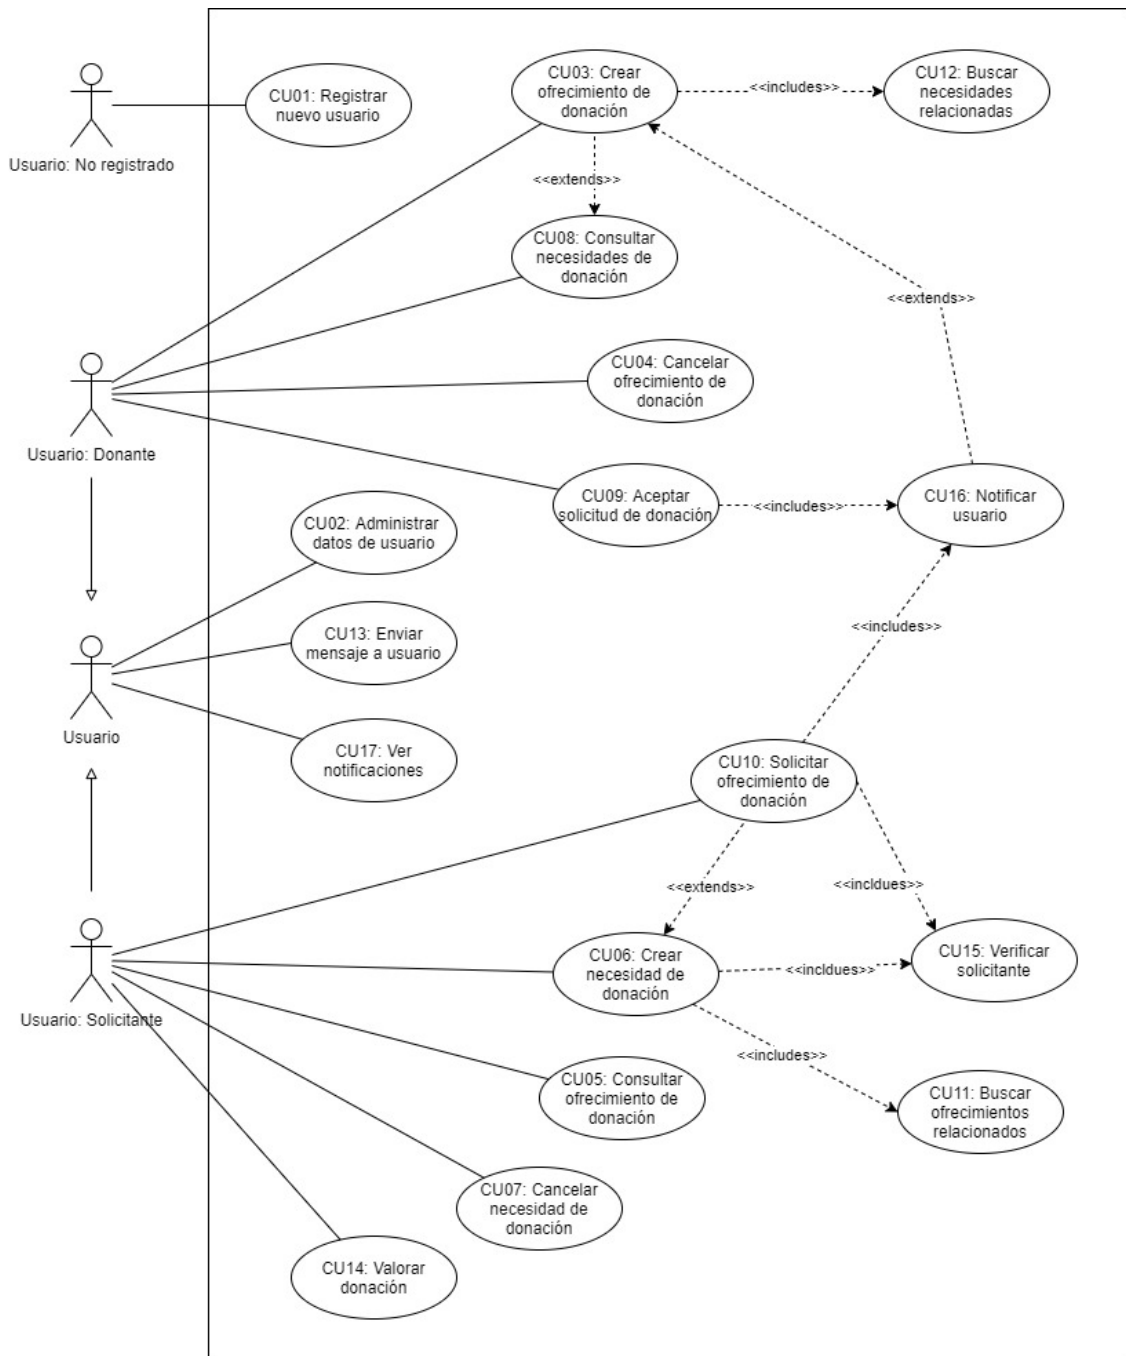 CU03: Crear
ofrecimiento de
donación
<<includes>>
CU12: Buscar
necesidades
relacionadas
CU01: Registrar
nuevo usuario
Usuario: No registrado
<<extends>>
CU08: Consultar
necesidades de
donación
<<extends>>
CU04: Cancelar
ofrecimiento de
donación
Usuario: Donante
CU09: Aceptar
solicitud de donación
<<includes>>
CU16: Notificar
usuario
CU02: Administrar
datos de usuario
<<includes>>
CU13: Enviar
mensaje a usuario
Usuario
CU17: Ver
notificaciones
CU10: Solicitar
ofrecimiento de
donación
<<extends>>
<<incldues>>
CU06: Crear
necesidad de
donación
<<incldues>>
CU15: Verificar
solicitante
Usuario: Solicitante
<<includes>>
CU05: Consultar
ofrecimiento de
donación
CU11: Buscar
ofrecimientos
relacionados
CU07: Cancelar
necesidad de
donación
CU14: Valorar
donación